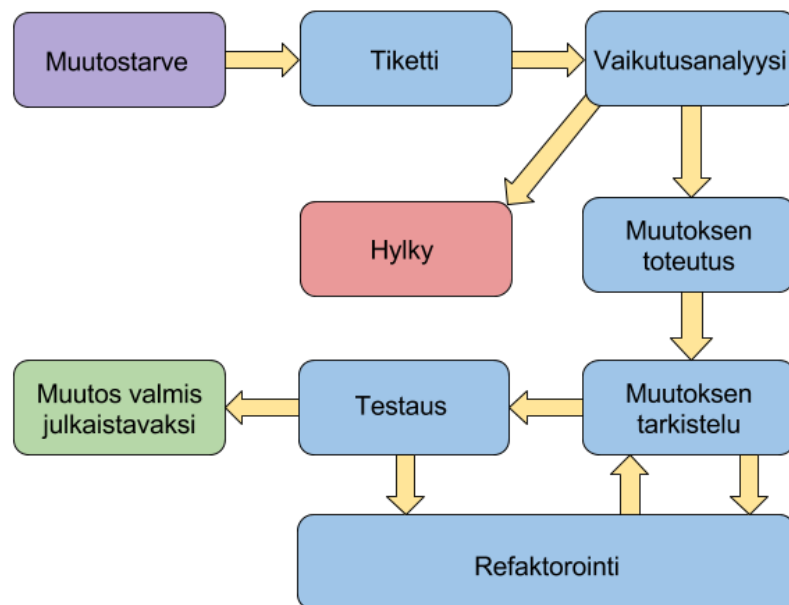 Muutostarve
Tiketti
Vaikutusanalyysi
Hylky
Muutoksen
toteutus
Muutos valmis
julkaistavaksi
Testaus
Muutoksen
tarkistelu
Refaktorointi